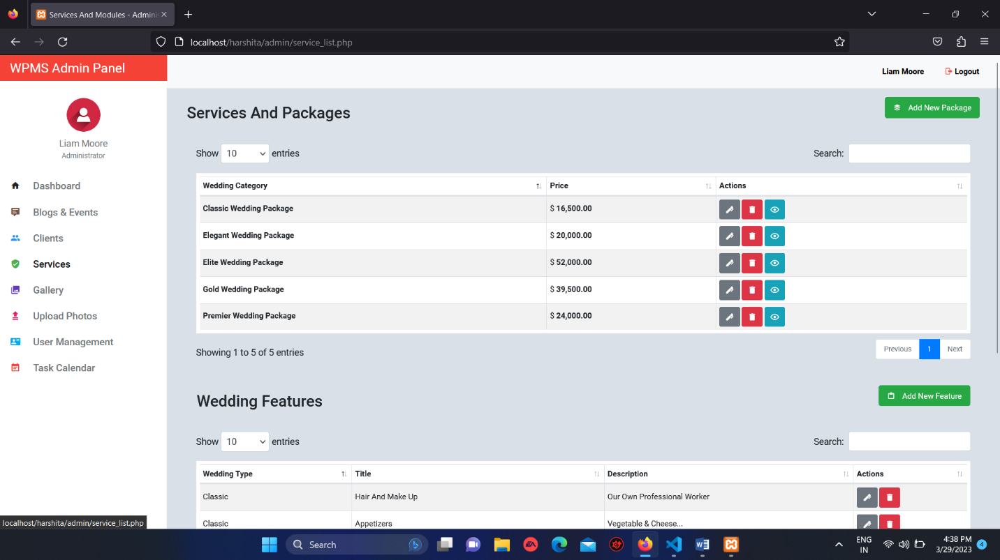 Services And Modules - Adminis
localhost/harshita/admin/service_list.php
WPMS Admin Panel
Liam Moore
Logout
Liam Moore
Administrator
Dashboard
Blogs & Events
Clients
Services
Gallery
Upload Photos
User Management
Task Calendar
Services And Packages
Add New Package
Show 10 entries
Search:
Wedding Category Price Actions
Classic Wedding Package $ 16,500.00
Elegant Wedding Package $ 20,000.00
Elite Wedding Package $ 52,000.00
Gold Wedding Package $ 39,500.00
Premier Wedding Package $ 24,000.00
Showing 1 to 5 of 5 entries
Previous 1 Next
Wedding Features
Add New Feature
Show 10 entries
Search:
Wedding Type Title Description Actions
Classic Hair And Make Up Our Own Professional Worker
Classic Appetizers Vegetable & Cheese...
localhost/harshita/admin/service_list.php
Search
EA
W
ENG
IN
4:38 PM
3/29/2023
4